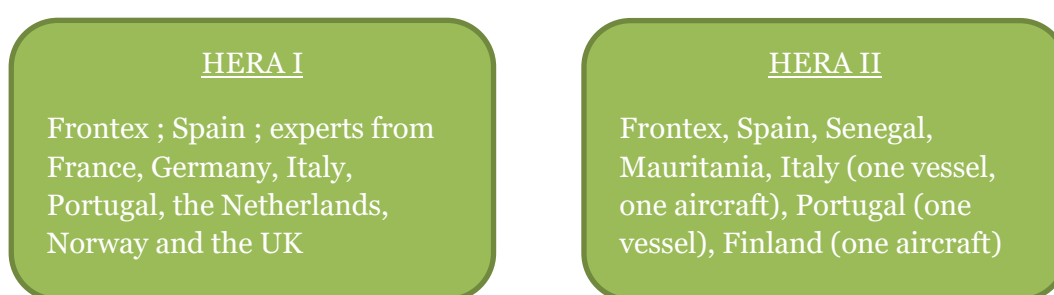 HERA I
Frontex ; Spain ; experts from
France, Germany, Italy,
Portugal, the Netherlands,
Norway and the UK
HERA II
Frontex, Spain, Senegal,
Mauritania, Italy (one vessel,
one aircraft), Portugal (one
vessel), Finland (one aircraft)